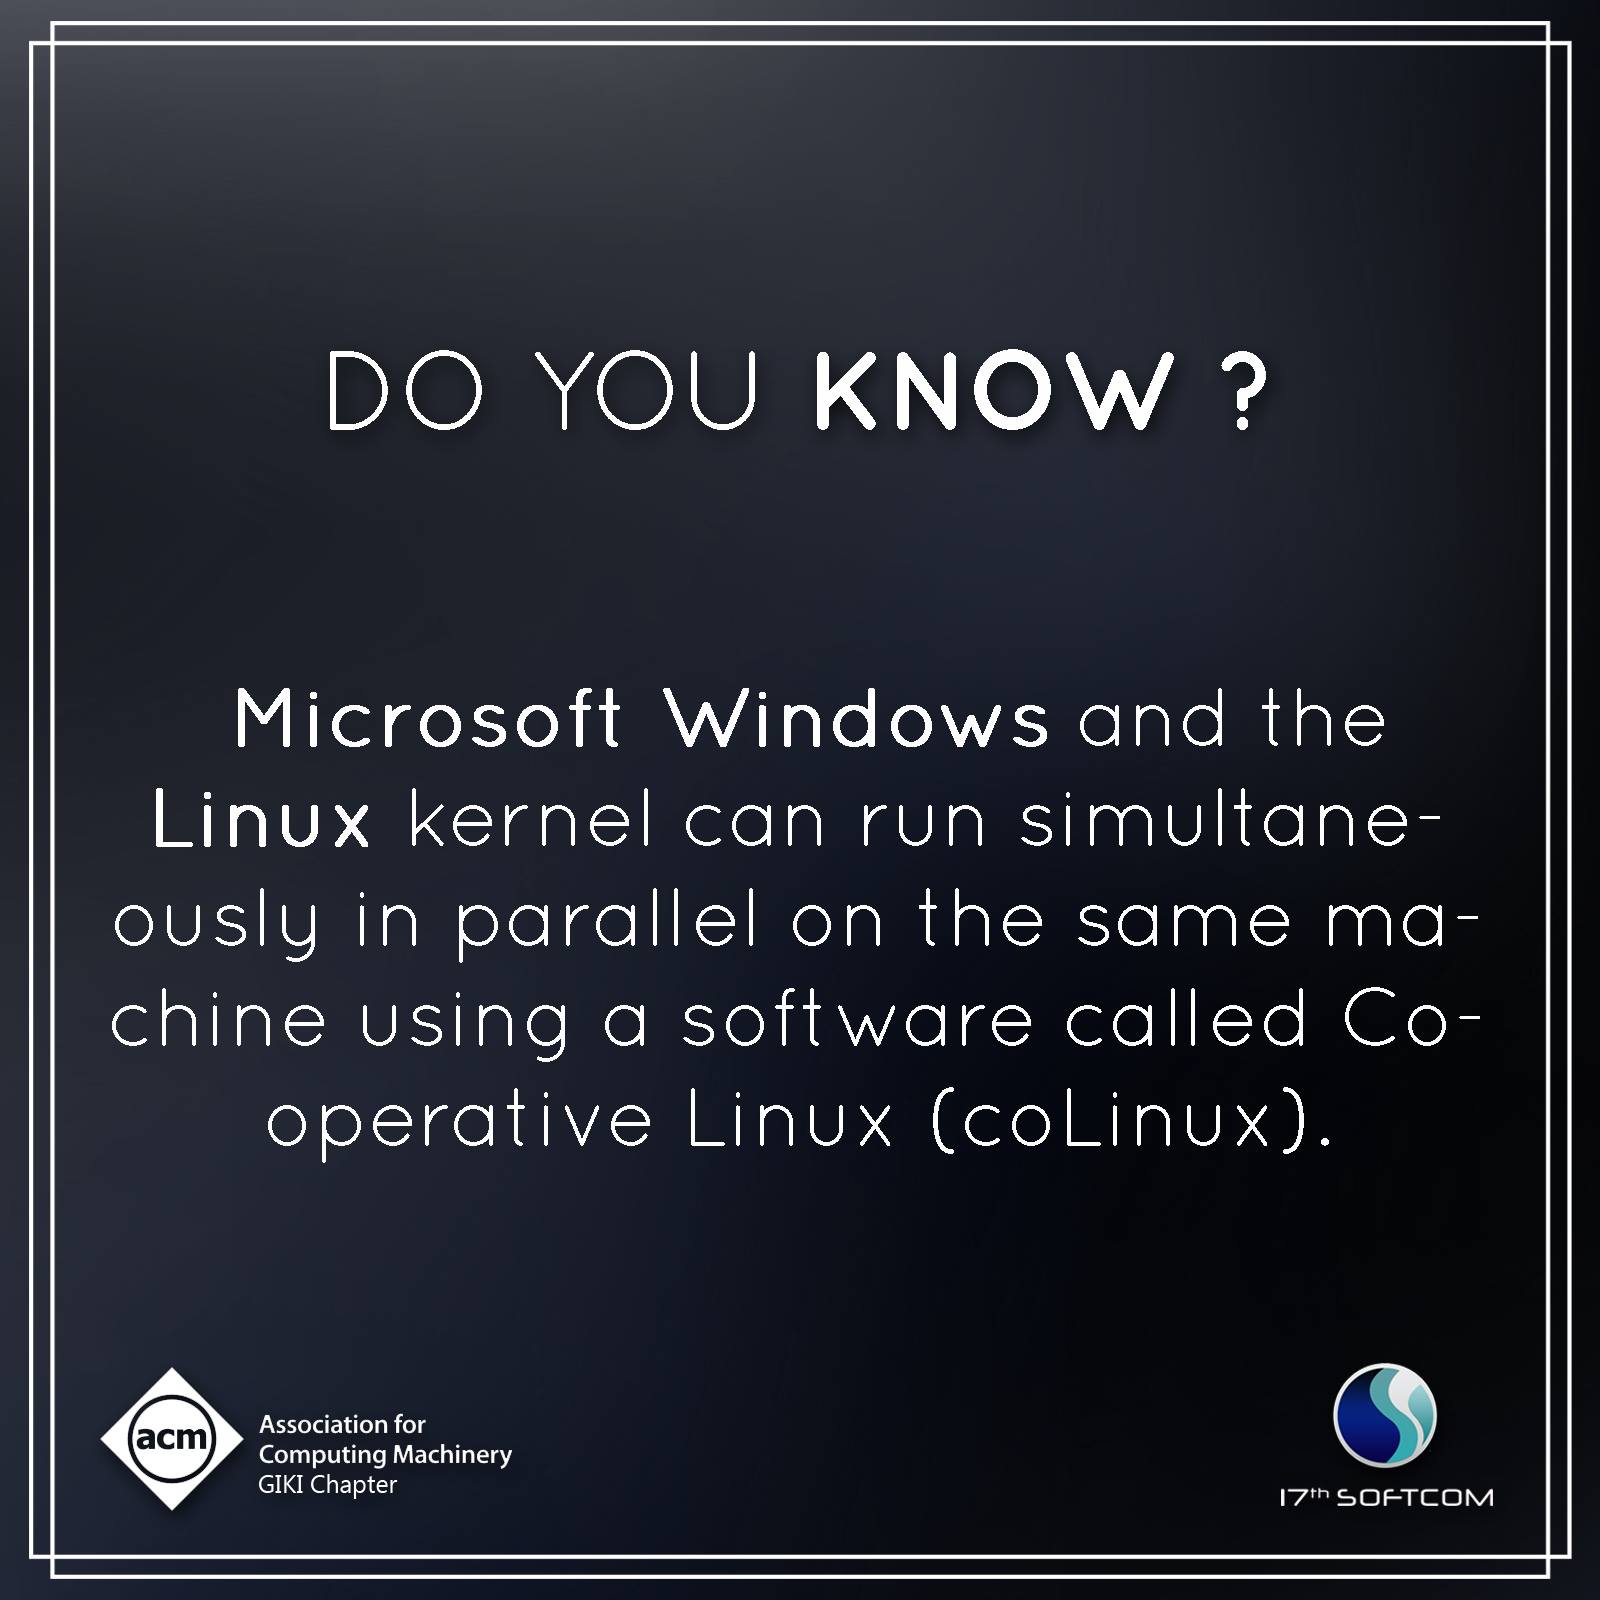 DO YOU KNOW ?
Microsoft Windows and the
Linux kernel can run simultane-
ously in parallel on the same ma-
chine using a software called Co-
operative Linux (coLinux).
acm
Association for
Computing Machinery
GIKI Chapter
17th SOFTCOM